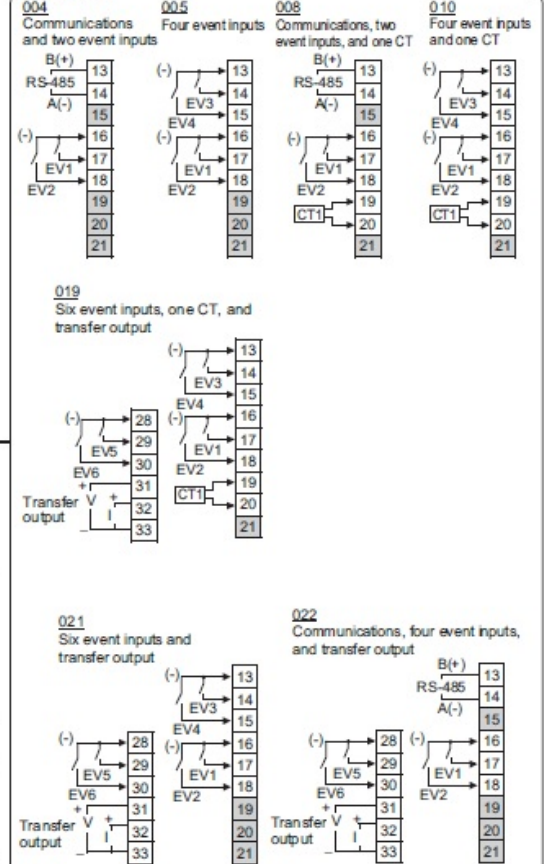 004
Communications
and two event inputs
B(+)
13
RS-485
14
A(-)
15
(-)
16
17
EV1
18
EV2
19
20
21
005
Four event inputs
(-)
13
14
EV3
15
EV4
(-)
16
17
EV1
18
EV2
19
20
21
008
Communications, two
event inputs, and one CT
B(+)
13
RS-485
14
A(-)
15
(-)
16
17
EV1
18
EV2
19
CT1
20
21
010
Four event inputs
and one CT
(-)
13
14
EV3
15
EV4
(-)
16
17
EV1
18
EV2
19
CT1
20
21
019
Six event inputs, one CT, and
transfer output
(-)
13
14
EV3
15
EV4
(-)
16
17
EV1
18
EV2
19
CT1
20
21
(-)
28
29
EV5
30
EV6
+
31
Transfer
output
V
+
I
32
–
33
021
Six event inputs and
transfer output
(-)
13
14
EV3
15
EV4
(-)
16
17
EV1
18
EV2
19
20
21
(-)
28
29
EV5
30
EV6
+
31
Transfer
output
V
+
I
32
–
33
022
Communications, four event inputs,
and transfer output
B(+)
13
RS-485
14
A(-)
15
(-)
16
17
EV1
18
EV2
19
20
21
(-)
28
29
EV5
30
EV6
+
31
Transfer
output
V
+
I
32
–
33